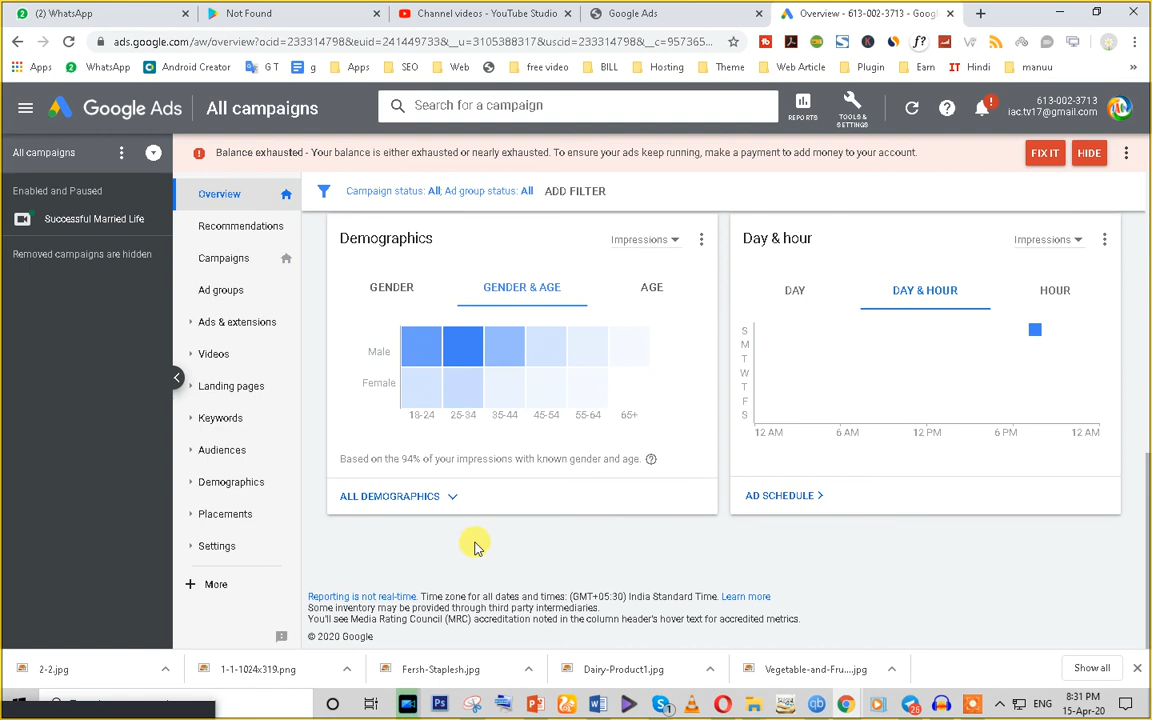 (2) WhatsApp
Not Found
Channel videos - YouTube Studio
Google Ads
Overview - 613-002-3713 - Googl
ads.google.com/aw/overview?ocid=233314798&euid=241449733&__u=3105388317&uscid=233314798&__c=957365...
Apps
WhatsApp
Android Creator
G T
g
Apps
SEO
Web
free video
BILL
Hosting
Theme
Web Article
Plugin
Earn
IT Hindi
manuu
Google Ads
All campaigns
Search for a campaign
REPORTS
TOOLS &
SETTINGS
613-002-3713
iac.tv17@gmail.com
All campaigns
Balance exhausted - Your balance is either exhausted or nearly exhausted. To ensure your ads keep running, make a payment to add money to your account.
FIX IT
HIDE
Enabled and Paused
Successful Married Life
Removed campaigns are hidden
Overview
Recommendations
Campaigns
Ad groups
Ads & extensions
Videos
Landing pages
Keywords
Audiences
Demographics
Placements
Settings
More
Campaign status: All; Ad group status: All
ADD FILTER
Demographics
Impressions
GENDER
GENDER & AGE
AGE
Male
Female
18-24
25-34
35-44
45-54
55-64
65+
Based on the 94% of your impressions with known gender and age.
ALL DEMOGRAPHICS
Day & hour
Impressions
DAY
DAY & HOUR
HOUR
S
M
T
W
T
F
S
12 AM
6 AM
12 PM
6 PM
12 AM
AD SCHEDULE
Reporting is not real-time. Time zone for all dates and times: (GMT+05:30) India Standard Time. Learn more
Some inventory may be provided through third party intermediaries.
You'll see Media Rating Council (MRC) accreditation noted in the column header's hover text for accredited metrics.
© 2020 Google
2-2.jpg
1-1-1024x319.png
Fersh-Staplesh.jpg
Dairy-Product1.jpg
Vegetable-and-Fru....jpg
Show all
ENG
8:31 PM
15-Apr-20
26